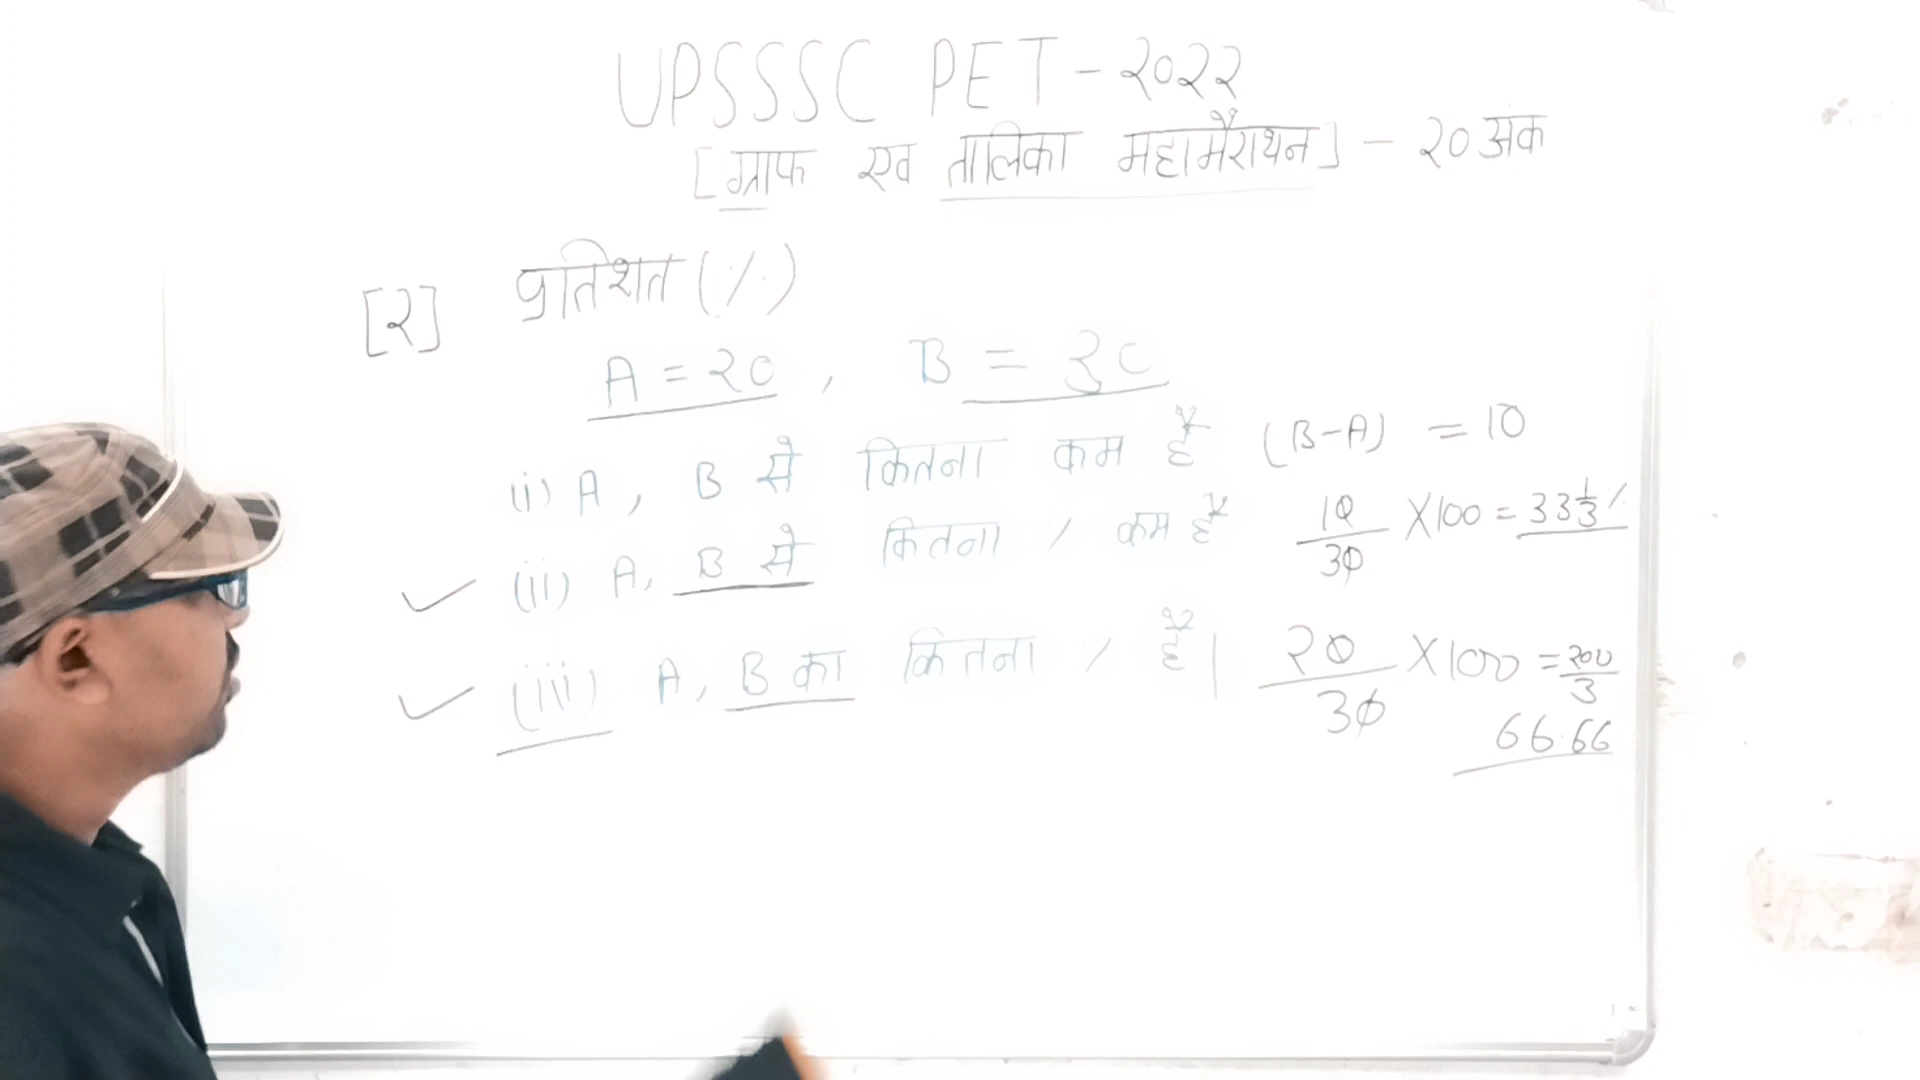 UPSSSC PET - २०२२
[ग्राफ एव तालिका महामैराथन] - २० अंक
[२] प्रतिशत (%)
A = २० , B = ३०
(i) A , B से कितना कम है (B-A) = 10
(ii) A, B से कितना % कम है 10/30 X100 = 33 1/3 %
(iii) A, B का कितना % है | 20/30 X100 = 200/3
66.66